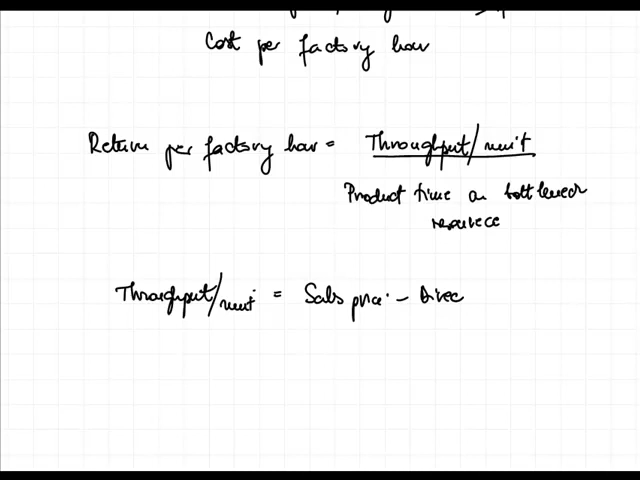 Cost per factory hour
Return per factory hour = Throughput/unit
Product time on bottleneck
resource
Throughput/unit = Sales price - Direc